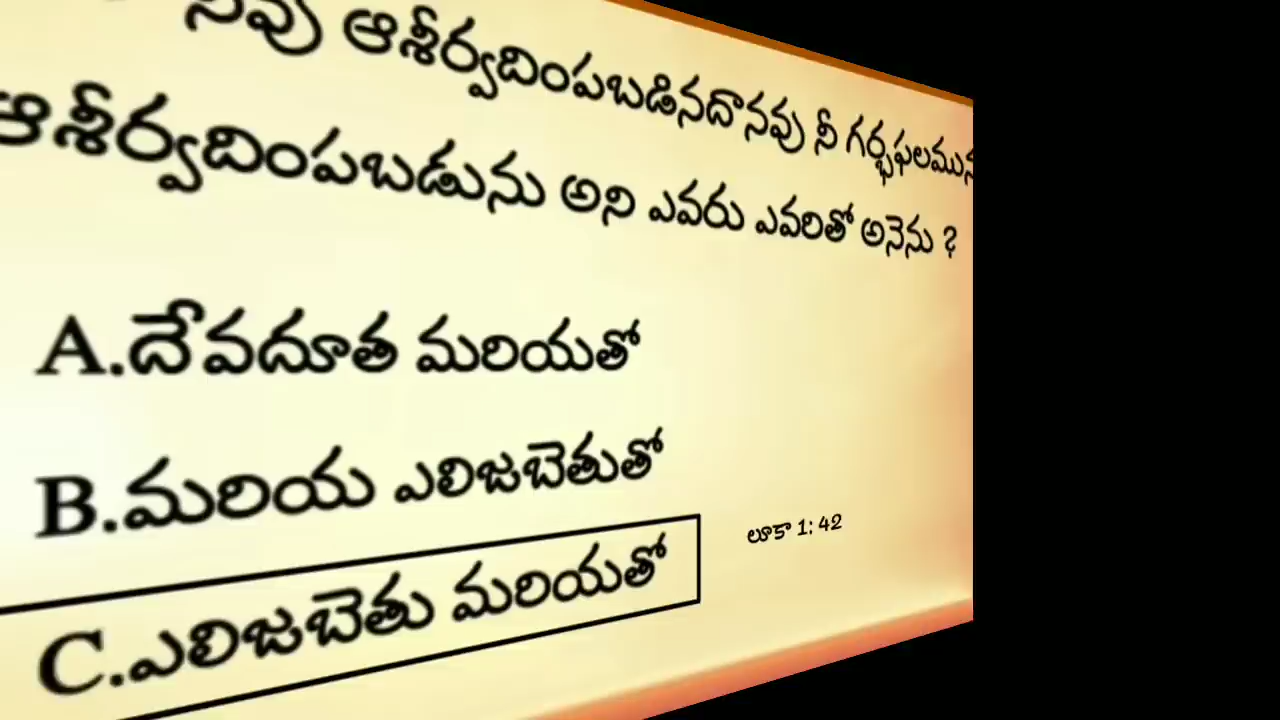 నీవు ఆశీర్వదింపబడినదానవు నీ గర్భఫలమున
ఆశీర్వదింపబడును అని ఎవరు ఎవరితో అనెను ?
A.దేవదూత మరియతో
B.మరియ ఎలిజబెతుతో
లూకా 1: 42
C.ఎలిజబెతు మరియతో